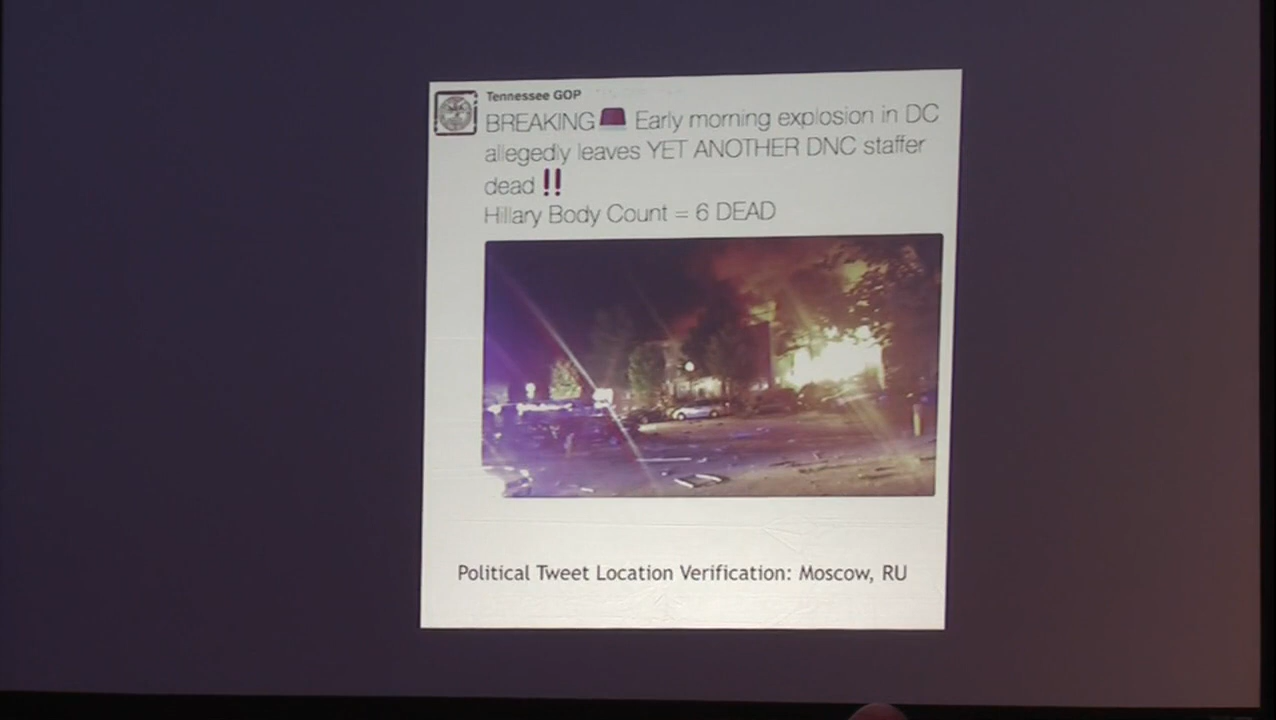 Tennessee GOP
BREAKING🚨 Early morning explosion in DC
allegedly leaves YET ANOTHER DNC staffer
dead ‼
Hillary Body Count = 6 DEAD
Political Tweet Location Verification: Moscow, RU